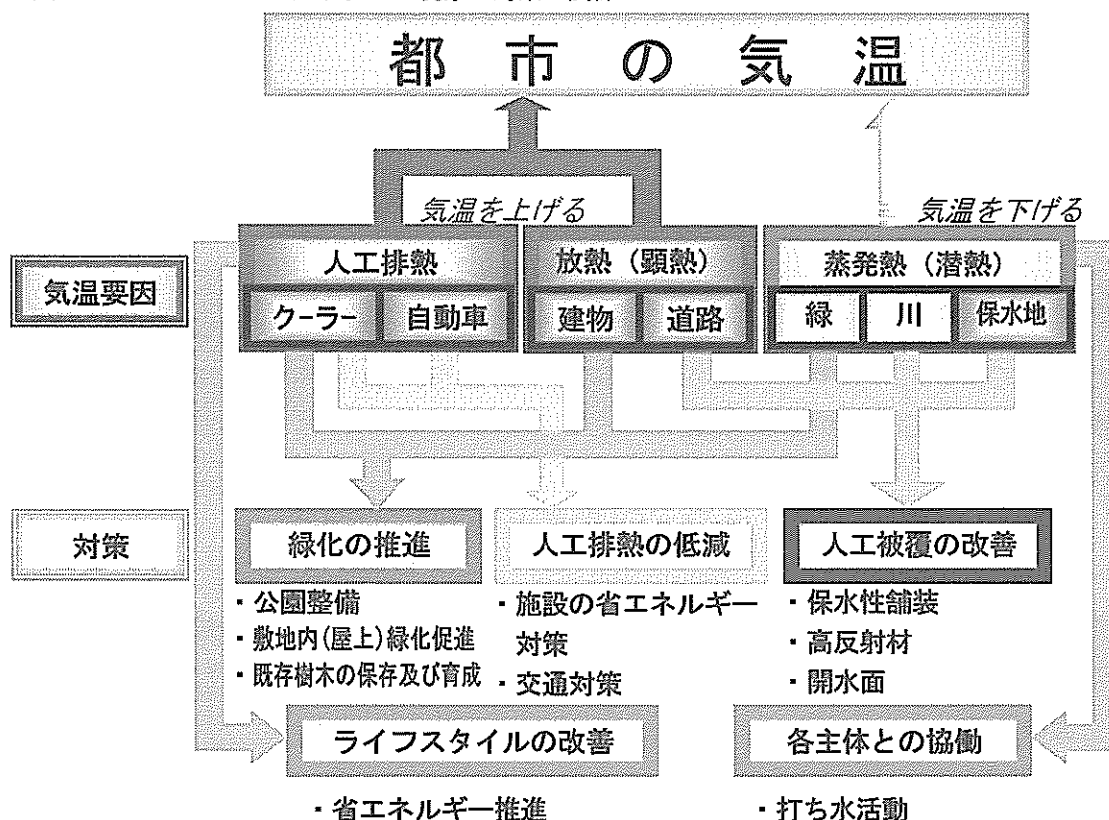 都市の気温
気温を上げる
気温を下げる
気温要因
人工排熱
クーラー
自動車
放熱（顕熱）
建物
道路
蒸発熱（潜熱）
緑
川
保水地
対策
緑化の推進
・公園整備
・敷地内(屋上)緑化促進
・既存樹木の保存及び育成
人工排熱の低減
・施設の省エネルギー
対策
・交通対策
人工被覆の改善
・保水性舗装
・高反射材
・開水面
ライフスタイルの改善
・省エネルギー推進
各主体との協働
・打ち水活動